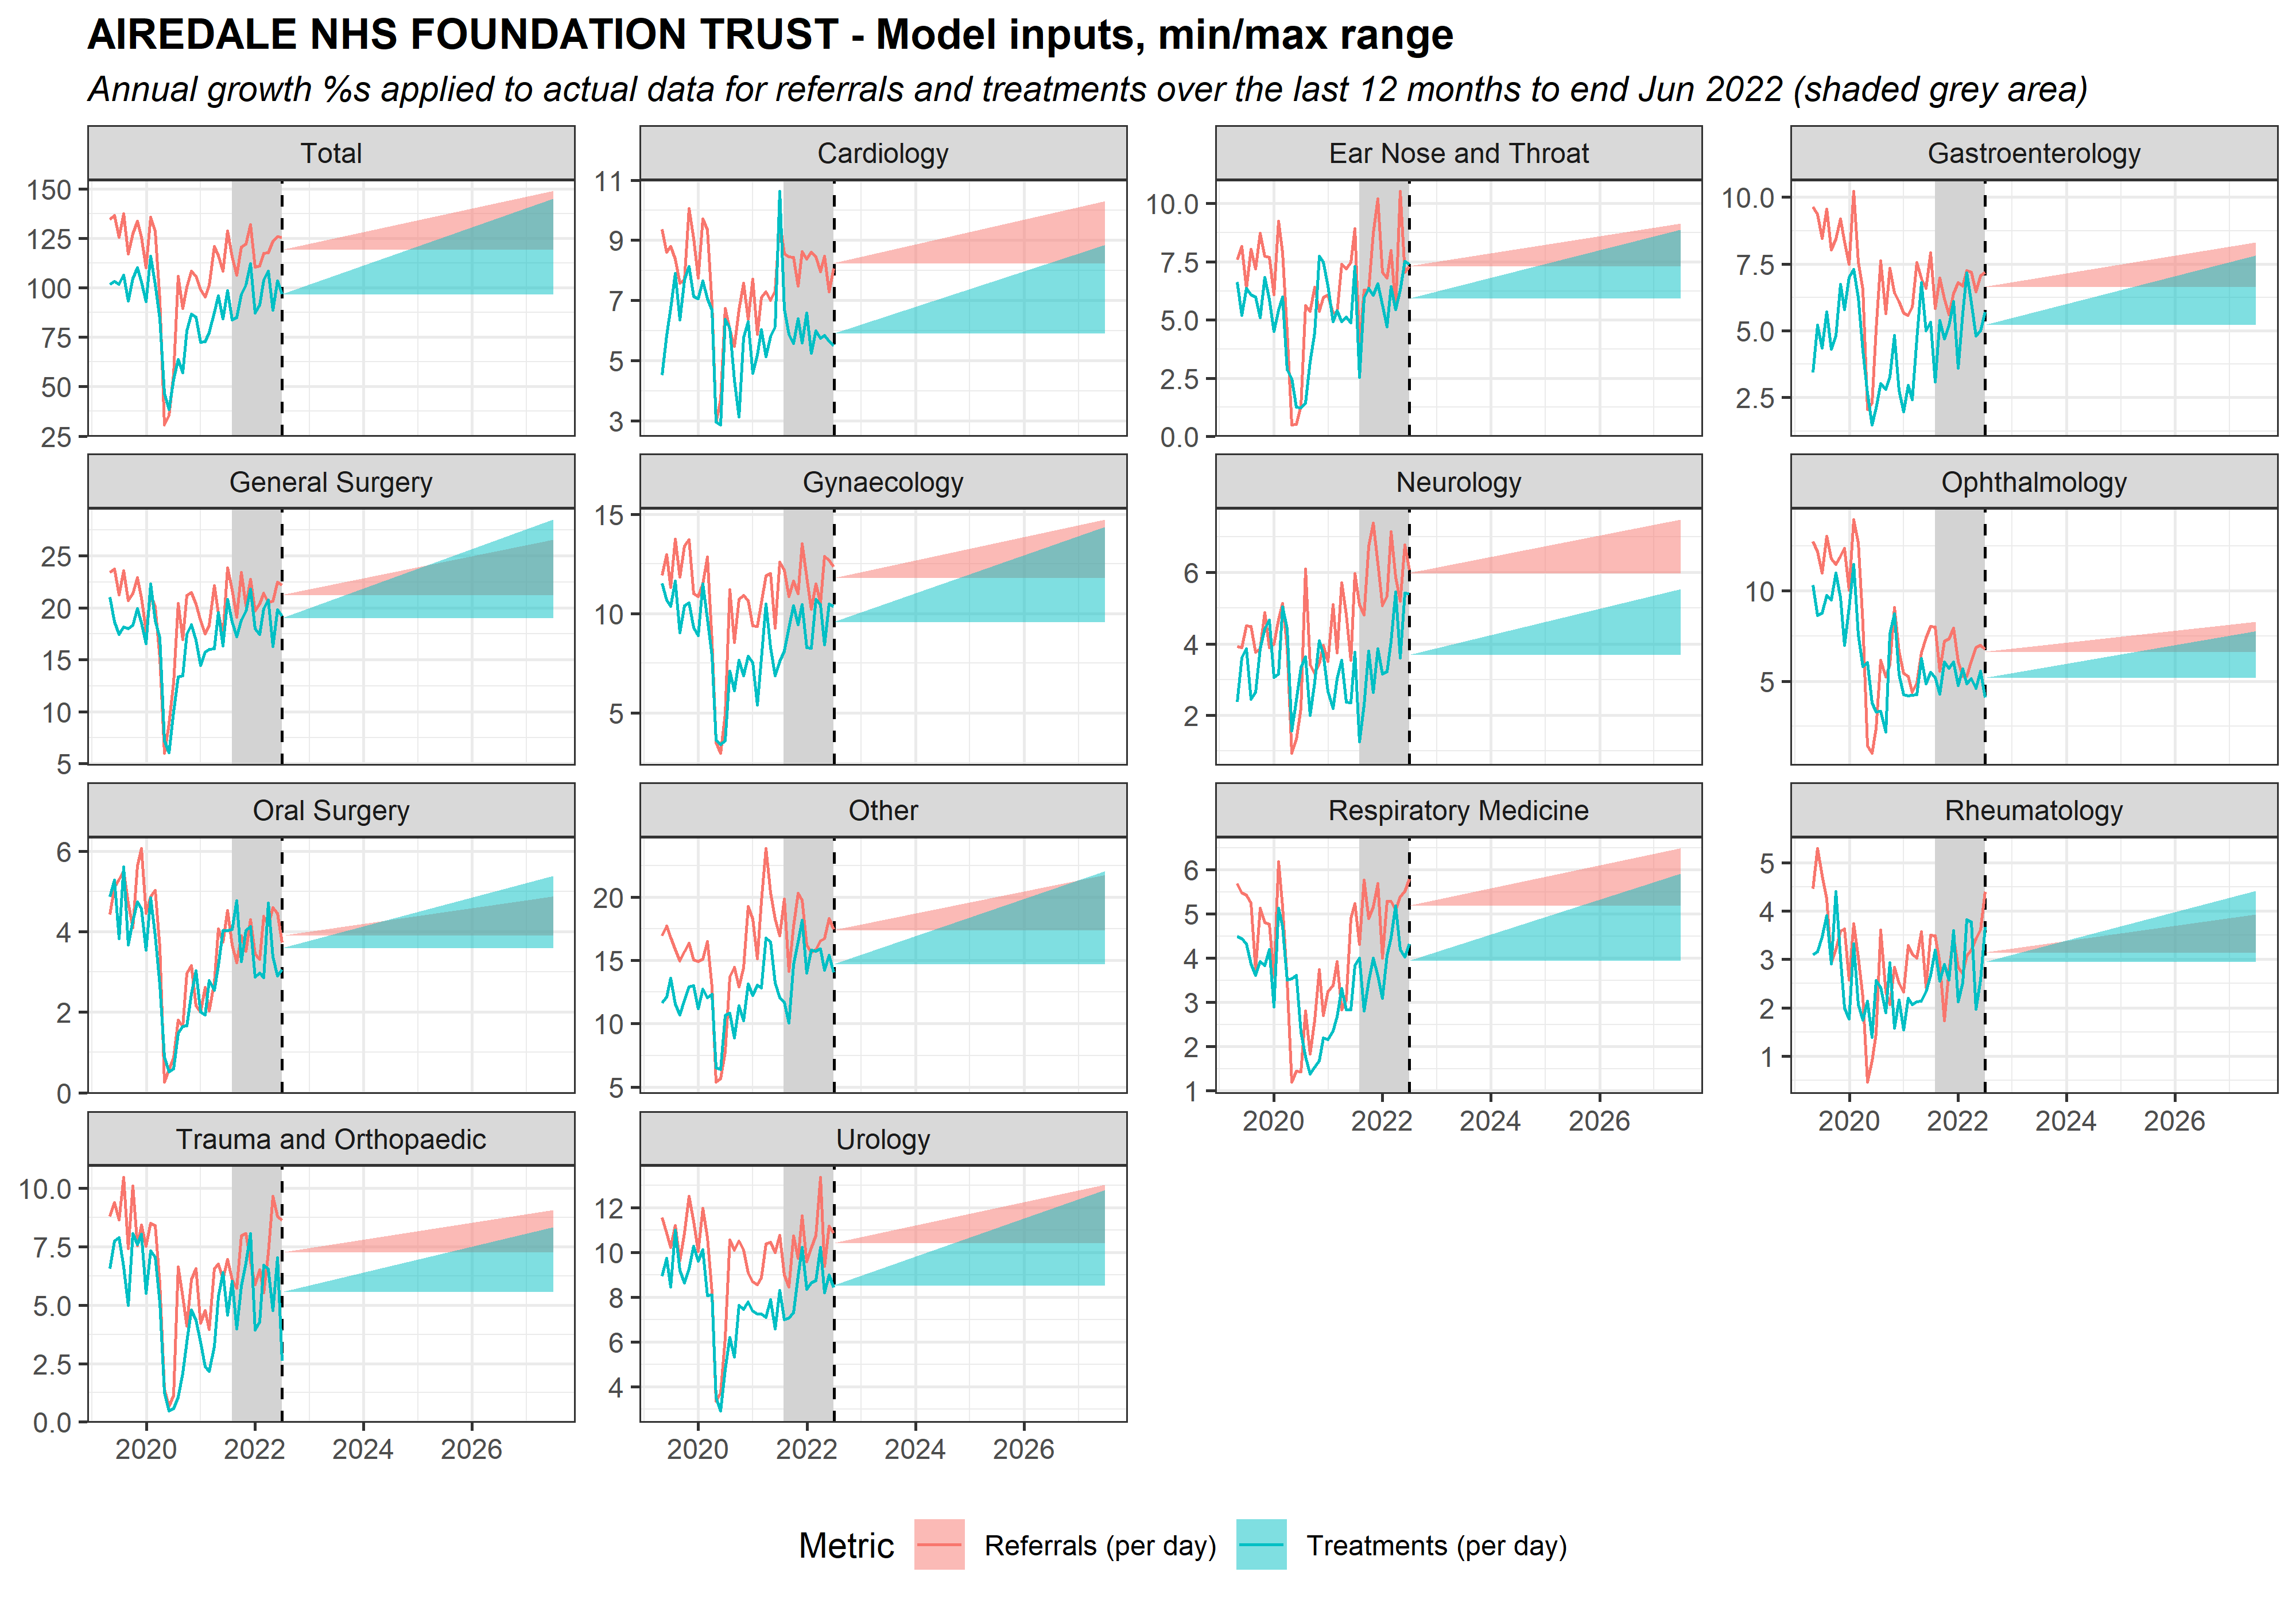 AIREDALE NHS FOUNDATION TRUST - Model inputs, min/max range
Annual growth %s applied to actual data for referrals and treatments over the last 12 months to end Jun 2022 (shaded grey area)
Total
150
125
100
75
50
25
Cardiology
11
9
7
5
3
Ear Nose and Throat
10.0
7.5
5.0
2.5
0.0
Gastroenterology
10.0
7.5
5.0
2.5
General Surgery
25
20
15
10
5
Gynaecology
15
10
5
Neurology
6
4
2
Ophthalmology
10
5
Oral Surgery
6
4
2
0
Other
20
15
10
5
Respiratory Medicine
6
5
4
3
2
1
2020 2022 2024 2026
Rheumatology
5
4
3
2
1
2020 2022 2024 2026
Trauma and Orthopaedic
10.0
7.5
5.0
2.5
0.0
2020 2022 2024 2026
Urology
12
10
8
6
4
2020 2022 2024 2026
Metric Referrals (per day) Treatments (per day)